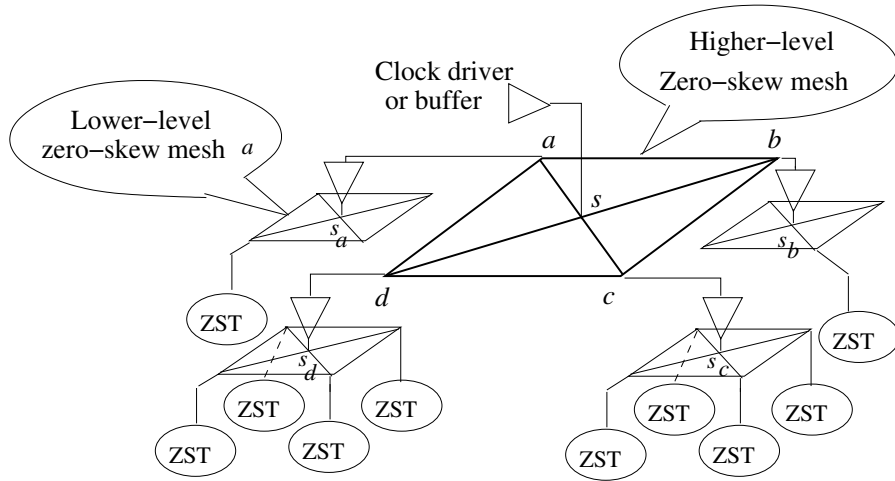 Higher-level
Zero-skew mesh
Clock driver
or buffer
Lower-level
zero-skew mesh a
a
b
s
s a
s b
d
c
ZST
ZST
s d
s c
ZST
ZST
ZST
ZST
ZST
ZST
ZST
ZST